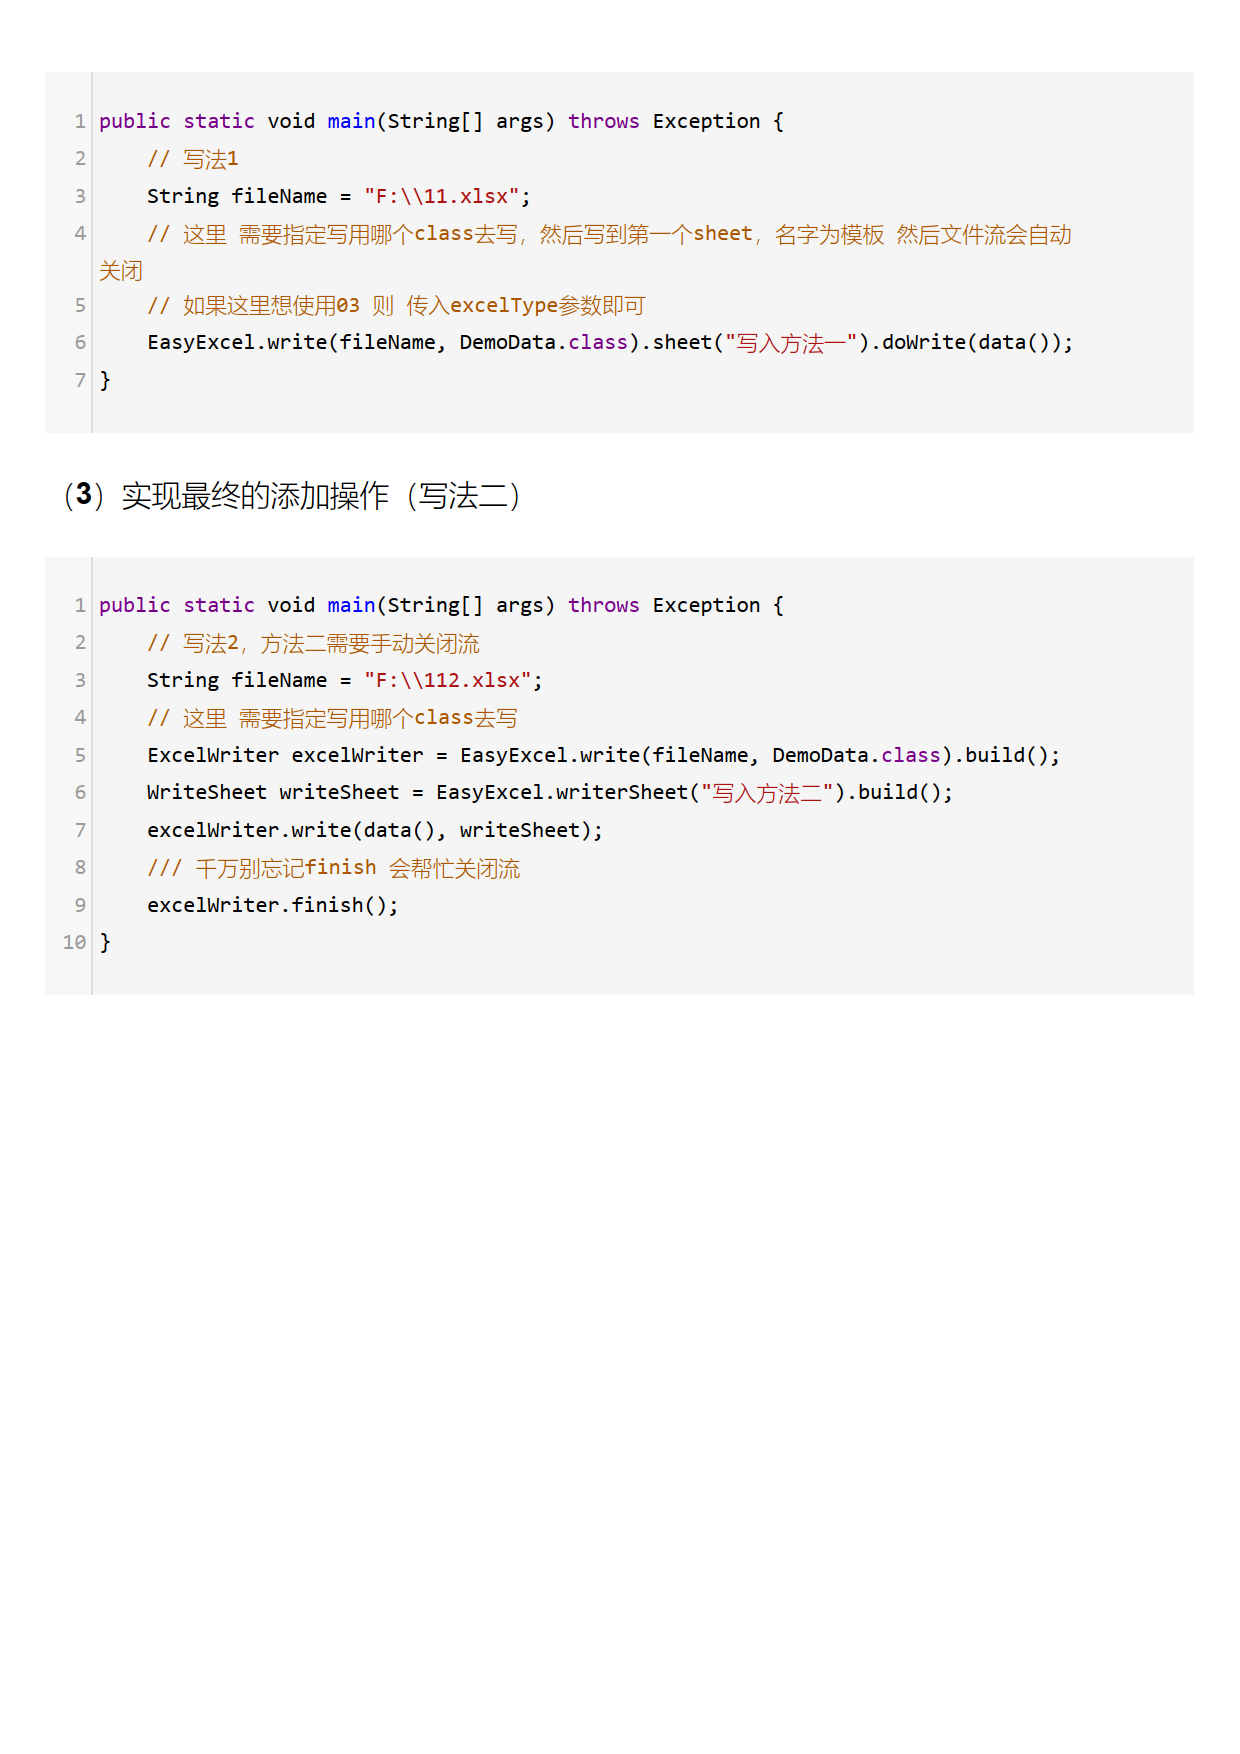 1 public static void main(String[] args) throws Exception {
2     // 写法1
3     String fileName = "F:\\11.xlsx";
4     // 这里 需要指定写用哪个class去写，然后写到第一个sheet，名字为模板 然后文件流会自动
关闭
5     // 如果这里想使用03 则 传入excelType参数即可
6     EasyExcel.write(fileName, DemoData.class).sheet("写入方法一").doWrite(data());
7 }
（3）实现最终的添加操作（写法二）
1 public static void main(String[] args) throws Exception {
2     // 写法2，方法二需要手动关闭流
3     String fileName = "F:\\112.xlsx";
4     // 这里 需要指定写用哪个class去写
5     ExcelWriter excelWriter = EasyExcel.write(fileName, DemoData.class).build();
6     WriteSheet writeSheet = EasyExcel.writerSheet("写入方法二").build();
7     excelWriter.write(data(), writeSheet);
8     /// 千万别忘记finish 会帮忙关闭流
9     excelWriter.finish();
10 }